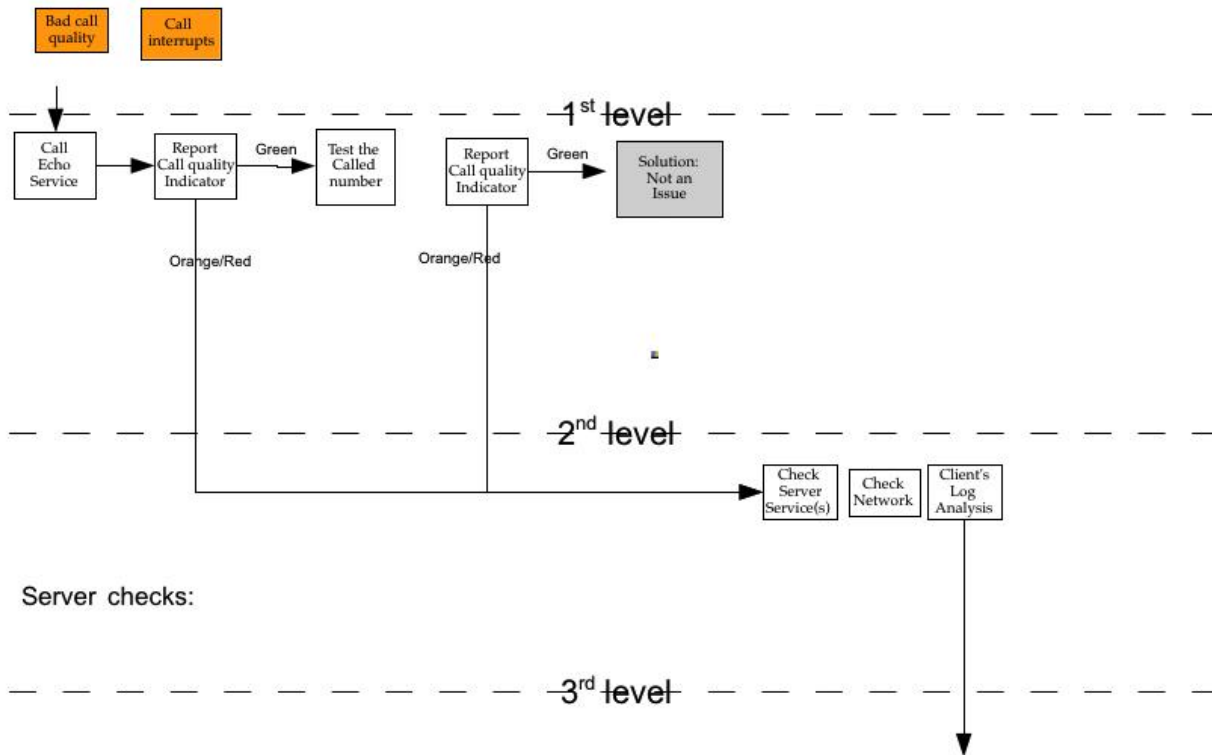 Bad call
quality
Call
interrupts
1st level
Call
Echo
Service
Report
Call quality
Indicator
Green
Test the
Called
number
Report
Call quality
Indicator
Green
Solution:
Not an
Issue
Orange/Red
Orange/Red
2nd level
Check
Server
Service(s)
Check
Network
Client's
Log
Analysis
Server checks:
3rd level